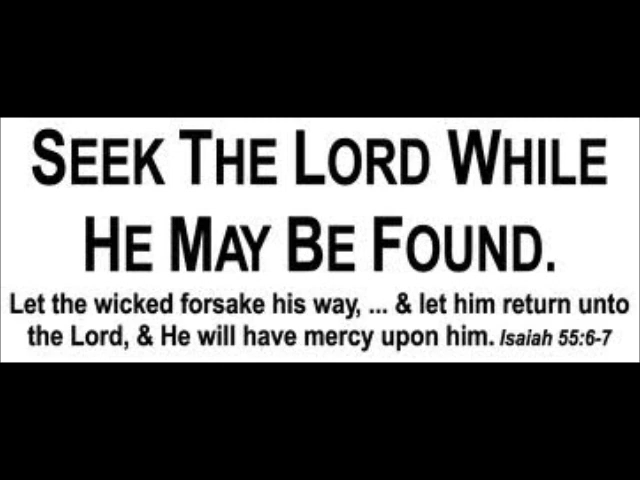 SEEK THE LORD WHILE
HE MAY BE FOUND.
Let the wicked forsake his way, ... & let him return unto
the Lord, & He will have mercy upon him. Isaiah 55:6-7